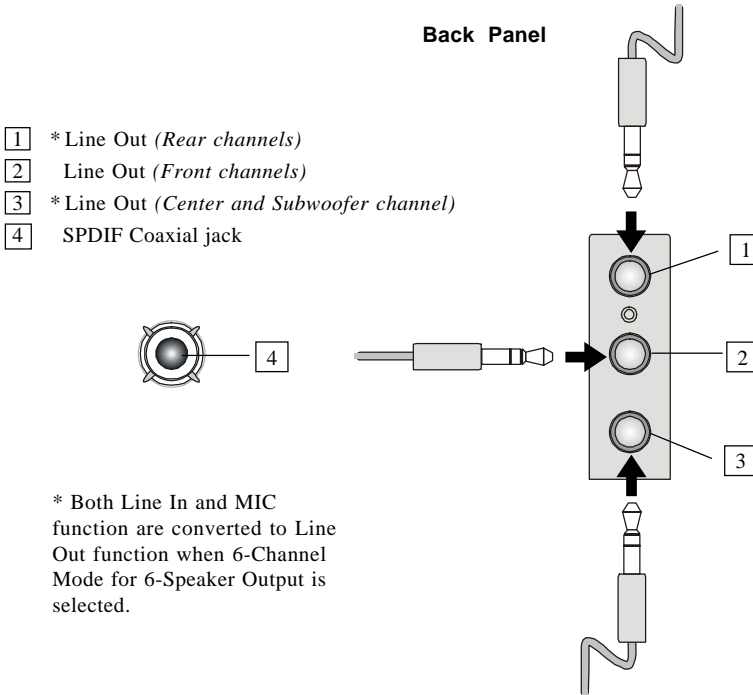 Back Panel
1 * Line Out (Rear channels)
2 Line Out (Front channels)
3 * Line Out (Center and Subwoofer channel)
4 SPDIF Coaxial jack
1
4
2
3
* Both Line In and MIC
function are converted to Line
Out function when 6-Channel
Mode for 6-Speaker Output is
selected.